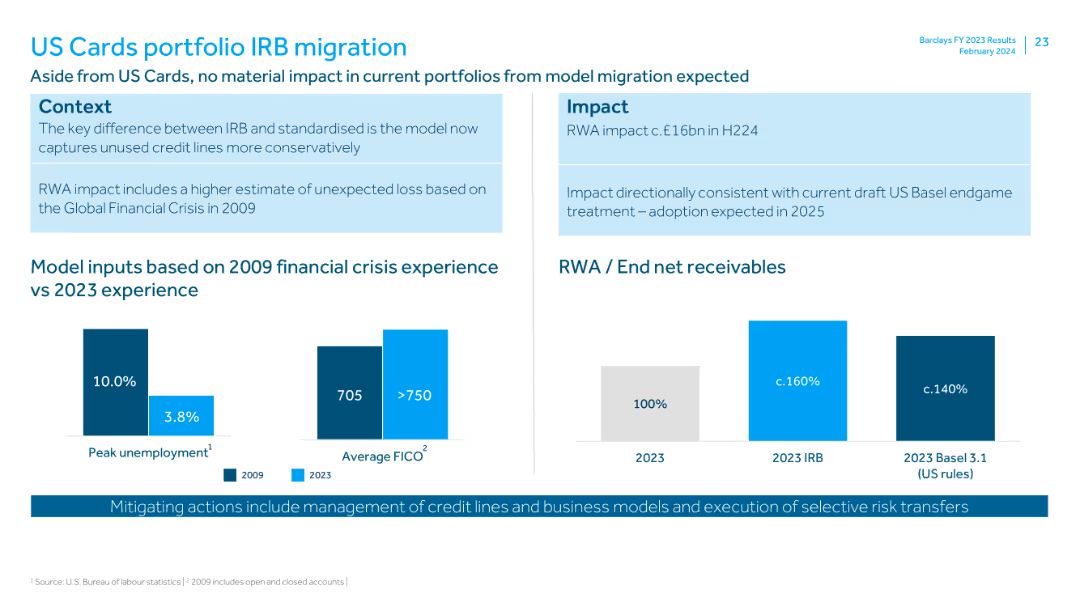 US Cards portfolio IRB migration
Barclays FY 2023 Results
February 2024
23
Aside from US Cards, no material impact in current portfolios from model migration expected
Context
The key difference between IRB and standardised is the model now
captures unused credit lines more conservatively
RWA impact includes a higher estimate of unexpected loss based on
the Global Financial Crisis in 2009
Impact
RWA impact c.£16bn in H224
Impact directionally consistent with current draft US Basel endgame
treatment – adoption expected in 2025
Model inputs based on 2009 financial crisis experience
vs 2023 experience
10.0%
3.8%
Peak unemployment¹
705
>750
Average FICO²
2009
2023
RWA / End net receivables
100%
c.160%
c.140%
2023
2023 IRB
2023 Basel 3.1
(US rules)
Mitigating actions include management of credit lines and business models and execution of selective risk transfers
¹ Source: U.S. Bureau of labour statistics | ² 2009 includes open and closed accounts |